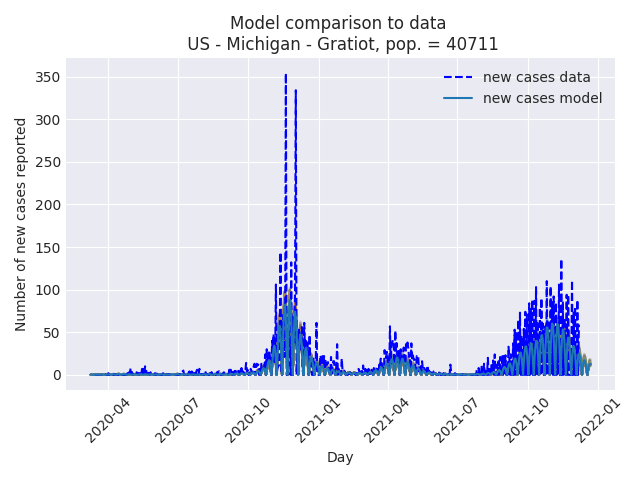 Model comparison to data
US - Michigan - Gratiot, pop. = 40711
new cases data
new cases model
Number of new cases reported
350
300
250
200
150
100
50
0
2020-04
2020-07
2020-10
2021-01
2021-04
2021-07
2021-10
2022-01
Day